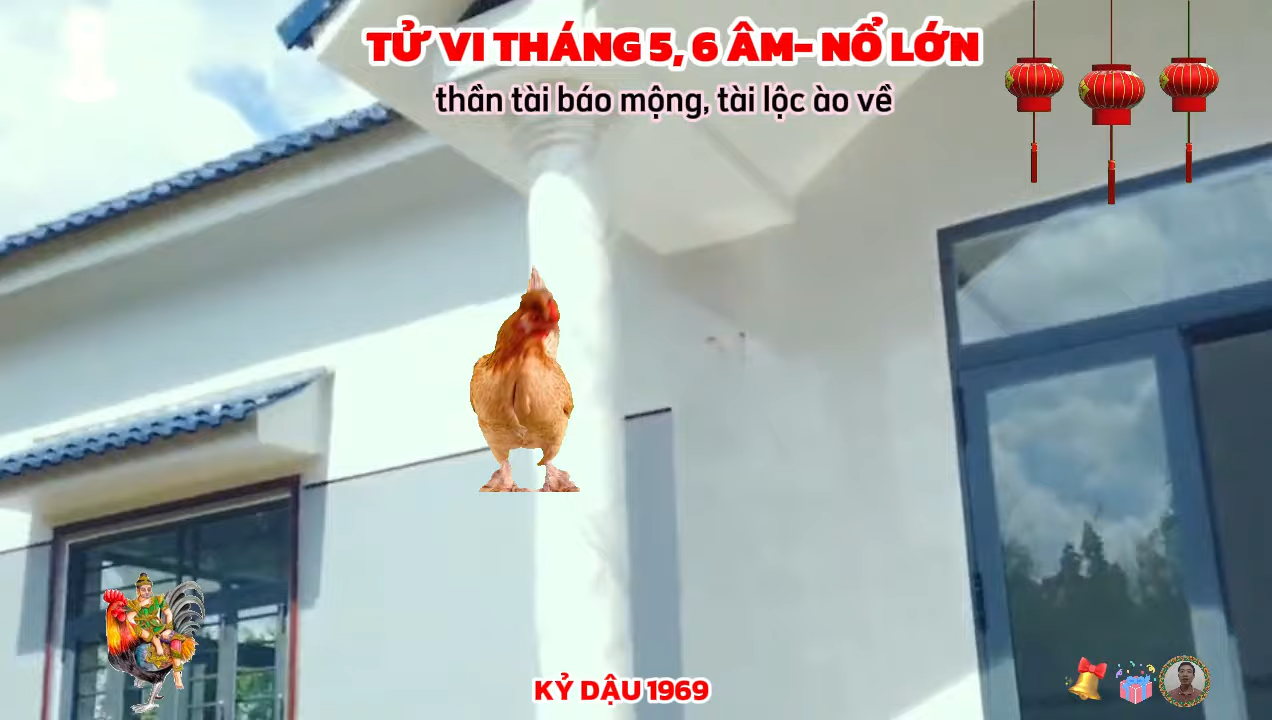 TỬ VI THÁNG 5, 6 ÂM- NỔ LỚN
thần tài báo mộng, tài lộc ào về
KỶ DẬU 1969